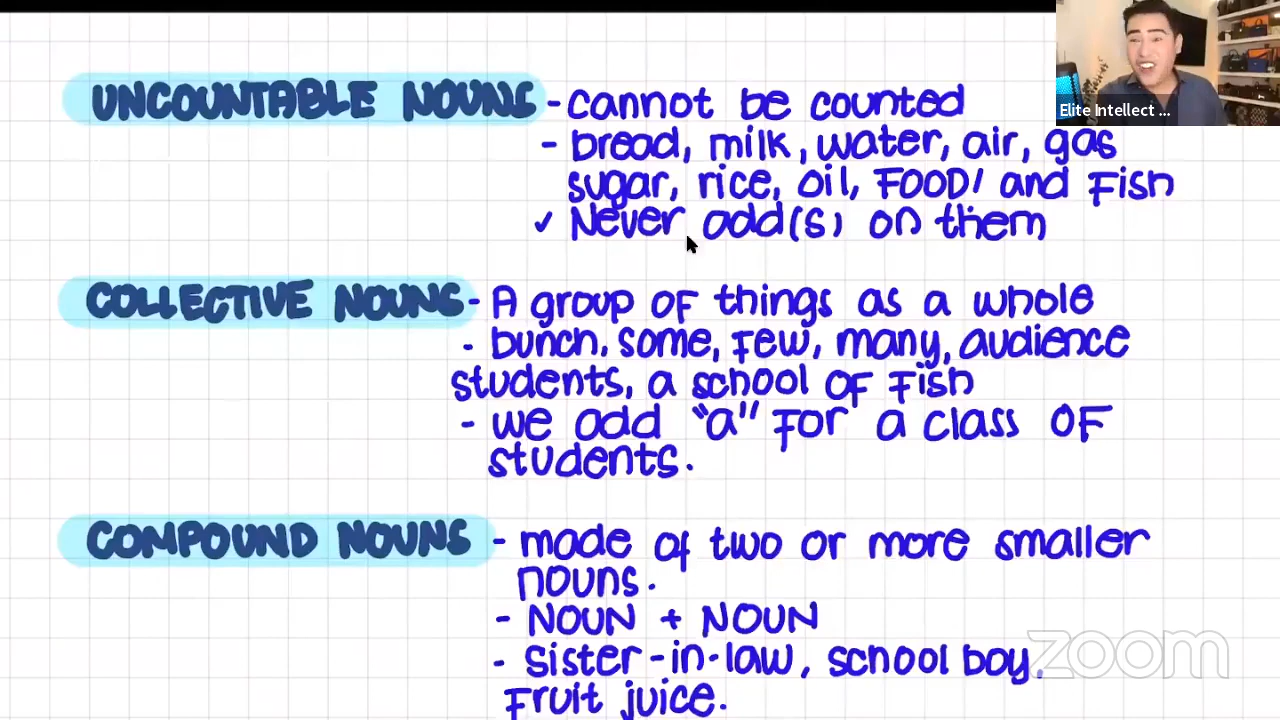 Elite Intellect ...
UNCOUNTABLE NOUNS - cannot be counted
- bread, milk, water, air, gas
sugar, rice, oil, FOOD! and Fish
✓ Never add(s) on them
COLLECTIVE NOUNS - A group of things as a whole
- bunch, some, few, many, audience
students, a school of fish
- we add "a" for a class of
students.
COMPOUND NOUNS - made of two or more smaller
nouns.
- NOUN + NOUN
- Sister-in-law, school boy,
Fruit juice.
zoom